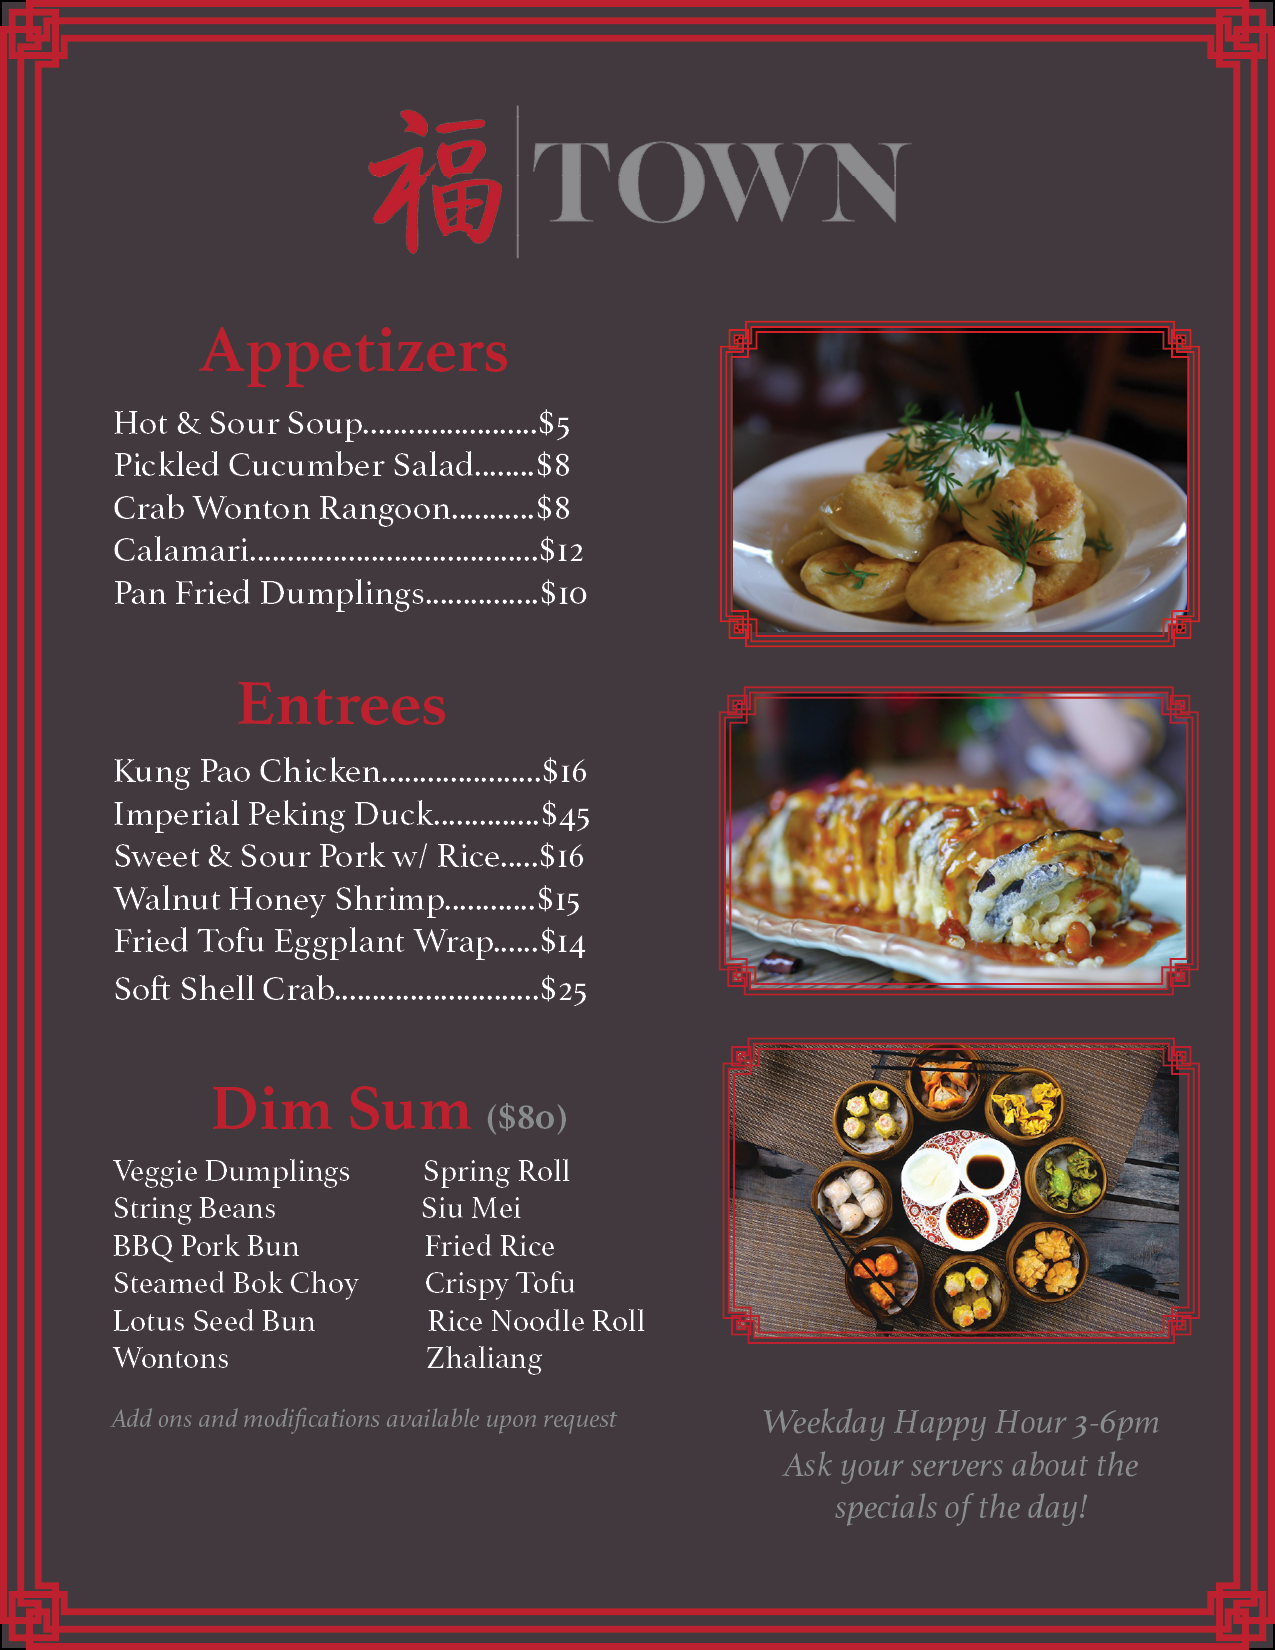 福 TOWN
Appetizers
Hot & Sour Soup.......................$5
Pickled Cucumber Salad........$8
Crab Wonton Rangoon...........$8
Calamari......................................$12
Pan Fried Dumplings...............$10
Entrees
Kung Pao Chicken.....................$16
Imperial Peking Duck..............$45
Sweet & Sour Pork w/ Rice.....$16
Walnut Honey Shrimp............$15
Fried Tofu Eggplant Wrap......$14
Soft Shell Crab...........................$25
Dim Sum ($80)
Veggie Dumplings Spring Roll
String Beans Siu Mei
BBQ Pork Bun Fried Rice
Steamed Bok Choy Crispy Tofu
Lotus Seed Bun Rice Noodle Roll
Wontons Zhaliang
Add ons and modifications available upon request
Weekday Happy Hour 3-6pm
Ask your servers about the
specials of the day!